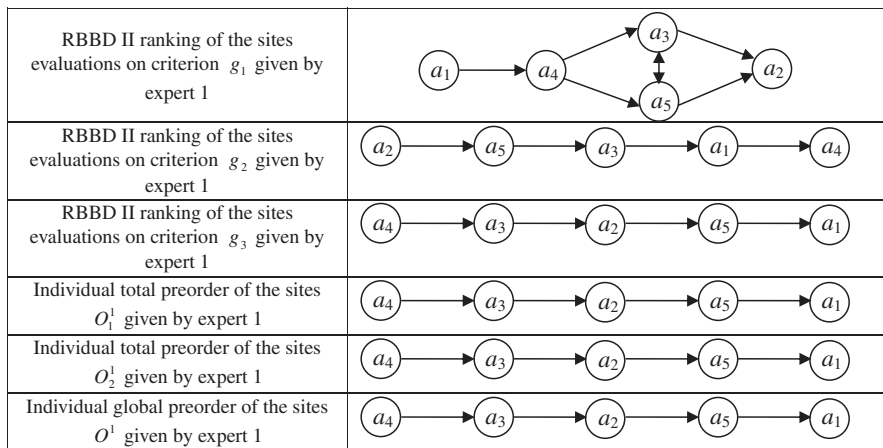 RBBD II ranking of the sites
evaluations on criterion g₁ given by
expert 1
a₁ a₄ a₃ a₅ a₂
RBBD II ranking of the sites
evaluations on criterion g₂ given by
expert 1
a₂ a₅ a₃ a₁ a₄
RBBD II ranking of the sites
evaluations on criterion g₃ given by
expert 1
a₄ a₃ a₂ a₅ a₁
Individual total preorder of the sites
O₁¹ given by expert 1
a₄ a₃ a₂ a₅ a₁
Individual total preorder of the sites
O₂¹ given by expert 1
a₄ a₃ a₂ a₅ a₁
Individual global preorder of the sites
O¹ given by expert 1
a₄ a₃ a₂ a₅ a₁